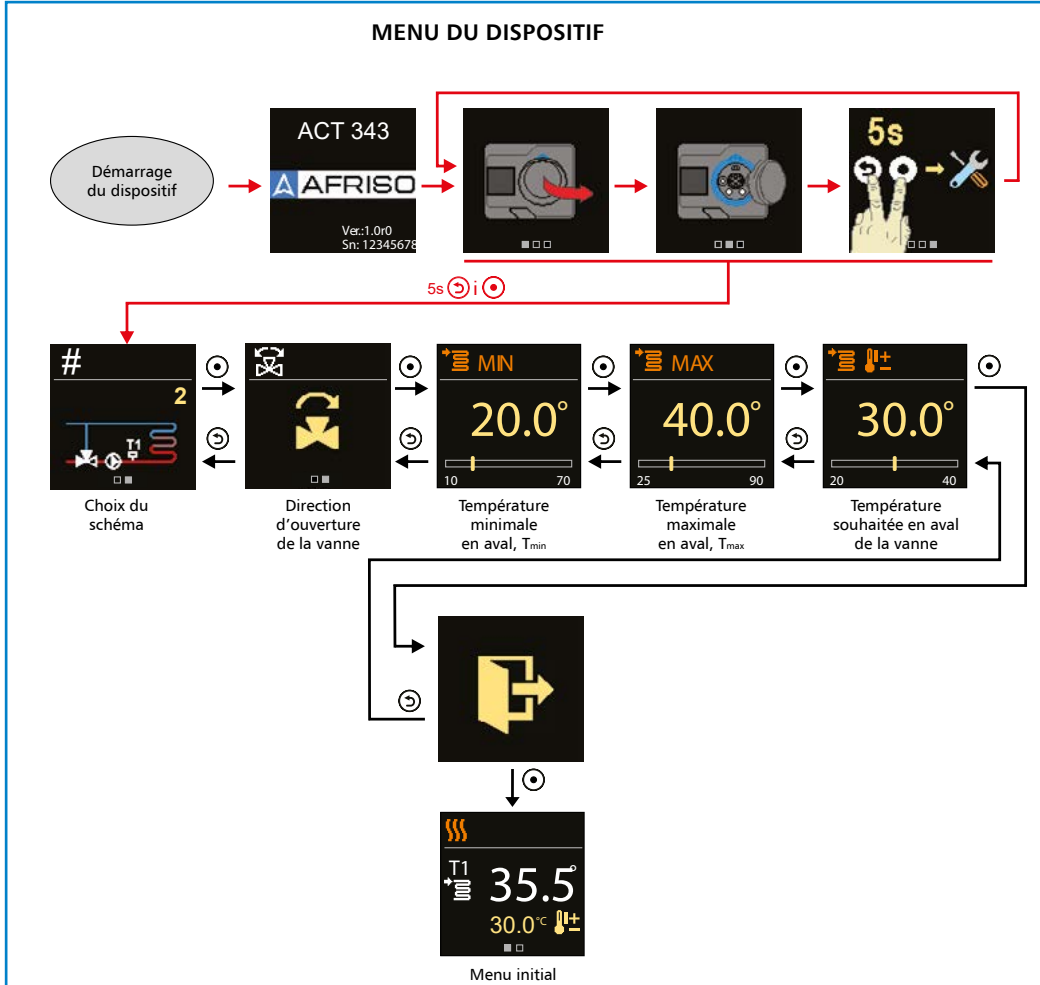 MENU DU DISPOSITIF
Démarrage
du dispositif
ACT 343
AFRISO
Ver.:1.0r0
Sn: 12345678
5s
5s i
#
2
T1
MIN
20.0°
10 70
MAX
40.0°
25 90
30.0°
20 40
Choix du
schéma
Direction
d'ouverture
de la vanne
Température
minimale
en aval, Tmin
Température
maximale
en aval, Tmax
Température
souhaitée en aval
de la vanne
T1
35.5°
30.0°C
Menu initial